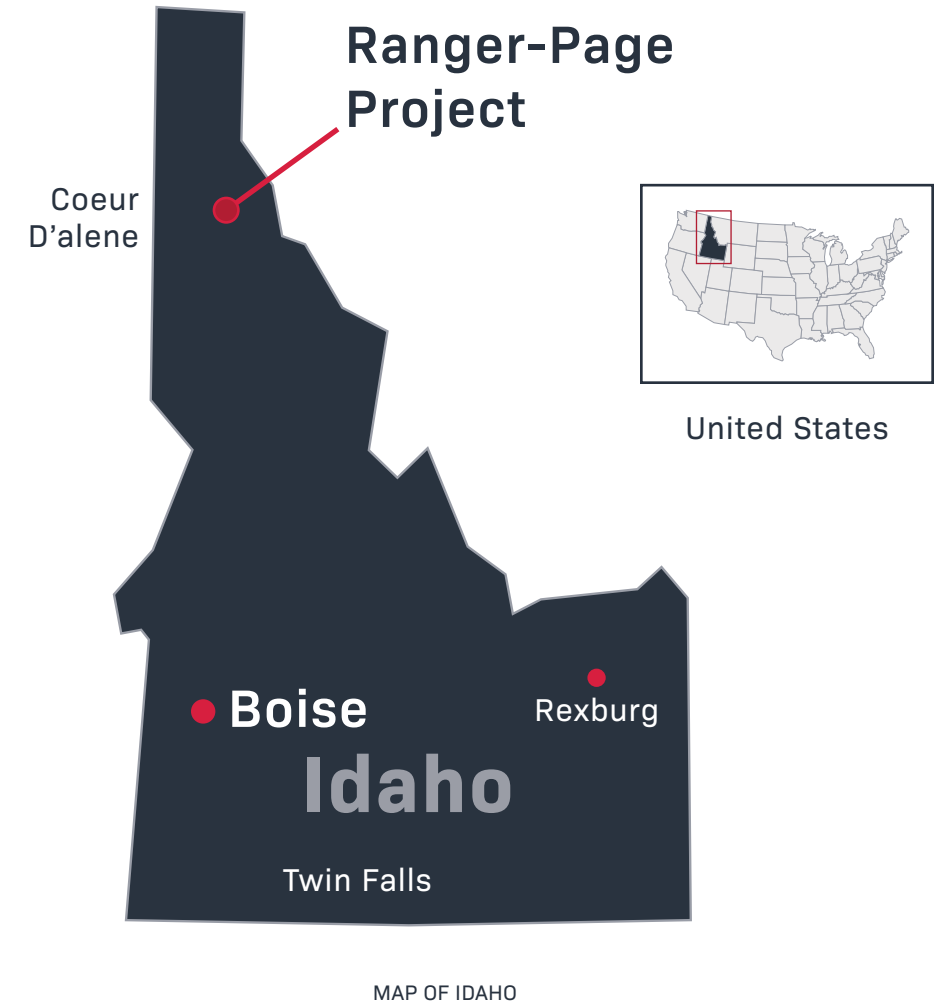 Ranger-Page
Project
Coeur
D'alene
United States
Boise
Rexburg
Idaho
Twin Falls
MAP OF IDAHO